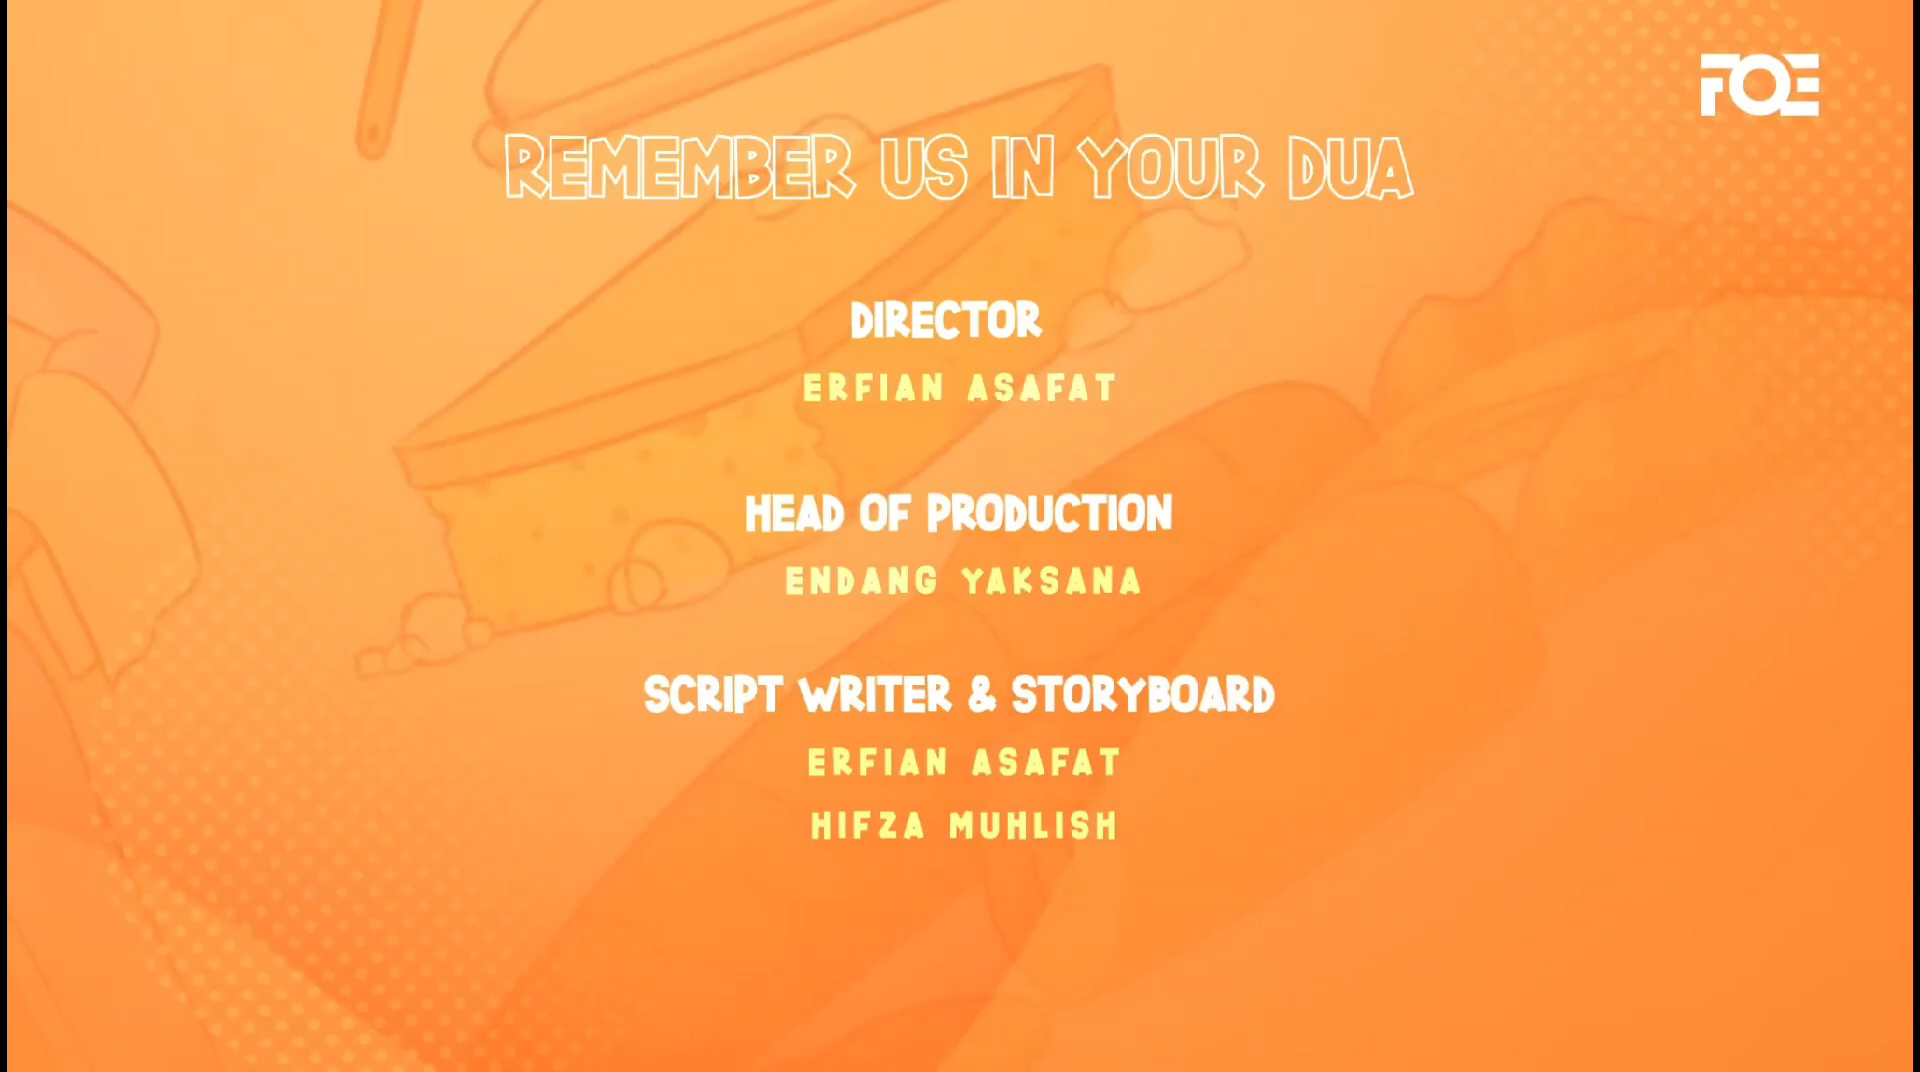 FOE
REMEMBER US IN YOUR DUA
DIRECTOR
ERFIAN ASAFAT
HEAD OF PRODUCTION
ENDANG YAKSANA
SCRIPT WRITER & STORYBOARD
ERFIAN ASAFAT
HIFZA MUHLISH